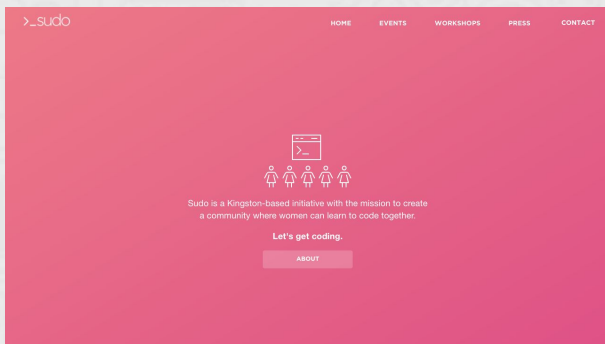 >_sudo
HOME EVENTS WORKSHOPS PRESS CONTACT
>_
Sudo is a Kingston-based initiative with the mission to create
a community where women can learn to code together.
Let's get coding.
ABOUT